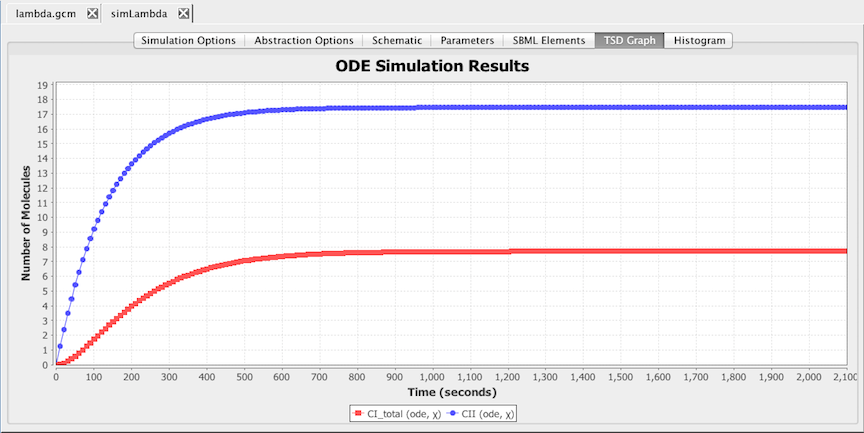 lambda.gcm simLambda
Simulation Options Abstraction Options Schematic Parameters SBML Elements TSD Graph Histogram
ODE Simulation Results
19
18
17
16
15
14
13
12
11
10
9
8
7
6
5
4
3
2
1
0
Number of Molecules
0 100 200 300 400 500 600 700 800 900 1,000 1,100 1,200 1,300 1,400 1,500 1,600 1,700 1,800 1,900 2,000 2,100
Time (seconds)
CI_total (ode, χ) CII (ode, χ)